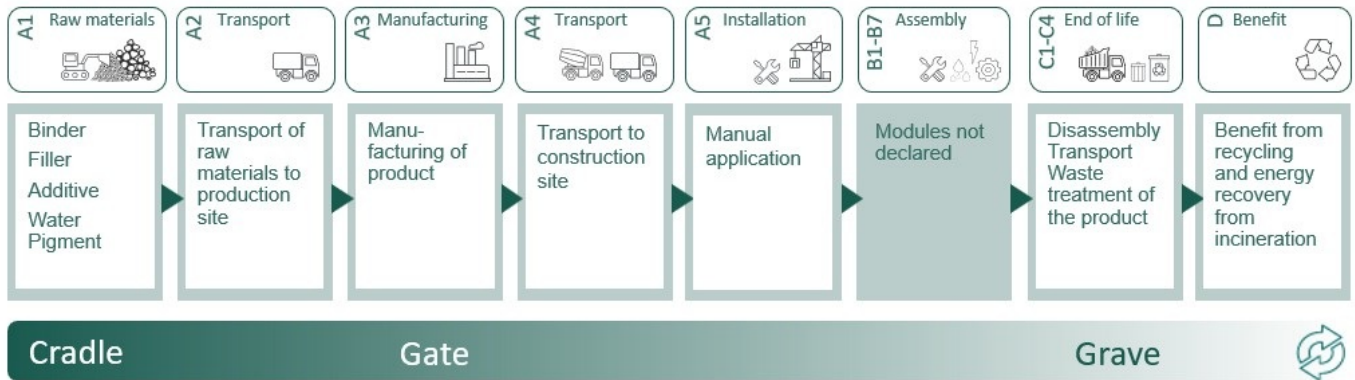 A1
Raw materials
A2
Transport
A3
Manufacturing
A4
Transport
A5
Installation
B1-B7
Assembly
C1-C4
End of life
D
Benefit
Binder
Filler
Additive
Water
Pigment
Transport of
raw
materials to
production
site
Manu-
facturing of
product
Transport to
construction
site
Manual
application
Modules not
declared
Disassembly
Transport
Waste
treatment of
the product
Benefit from
recycling
and energy
recovery
from
incineration
Cradle
Gate
Grave